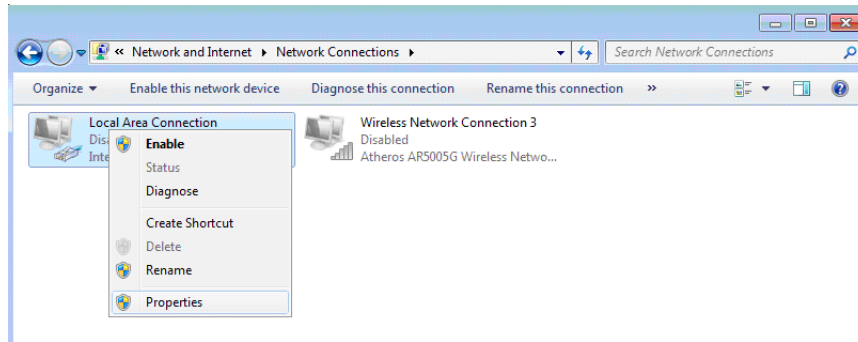 « Network and Internet ▸ Network Connections ▸
Search Network Connections
Organize ▾ Enable this network device Diagnose this connection Rename this connection »
Local Area Connection
Enable
Status
Diagnose
Create Shortcut
Delete
Rename
Properties
Wireless Network Connection 3
Disabled
Atheros AR5005G Wireless Netwo...